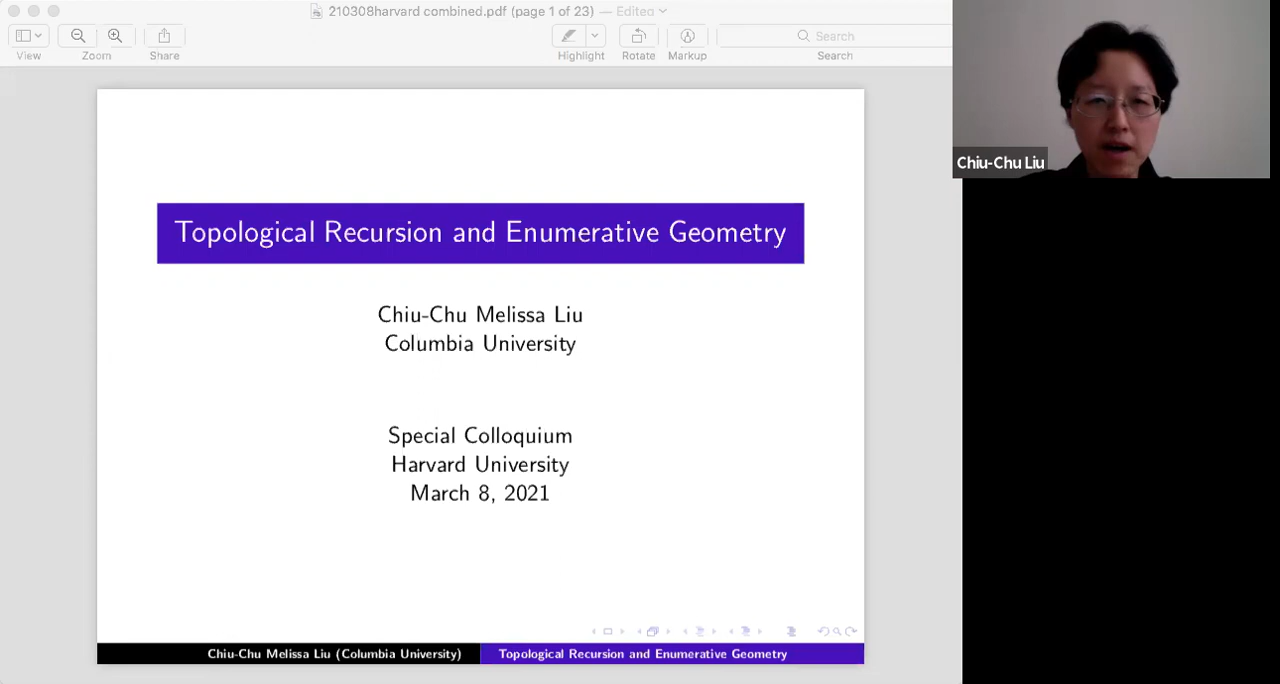 210308harvard combined.pdf (page 1 of 23) — Edited
View Zoom Share Highlight Rotate Markup Search
Search
Topological Recursion and Enumerative Geometry
Chiu-Chu Melissa Liu
Columbia University
Special Colloquium
Harvard University
March 8, 2021
Chiu-Chu Melissa Liu (Columbia University) Topological Recursion and Enumerative Geometry
Chiu-Chu Liu